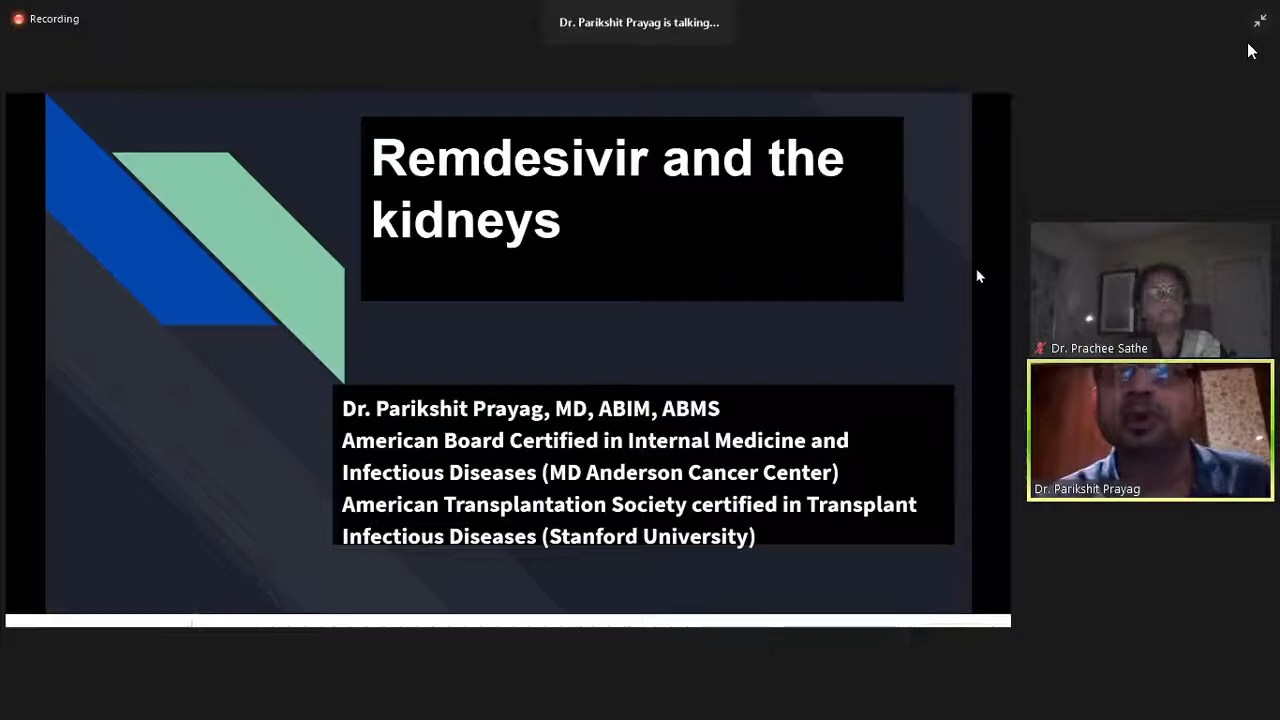 Recording
Dr. Parikshit Prayag is talking...
Remdesivir and the
kidneys
Dr. Parikshit Prayag, MD, ABIM, ABMS
American Board Certified in Internal Medicine and
Infectious Diseases (MD Anderson Cancer Center)
American Transplantation Society certified in Transplant
Infectious Diseases (Stanford University)
Dr. Prachee Sathe
Dr. Parikshit Prayag